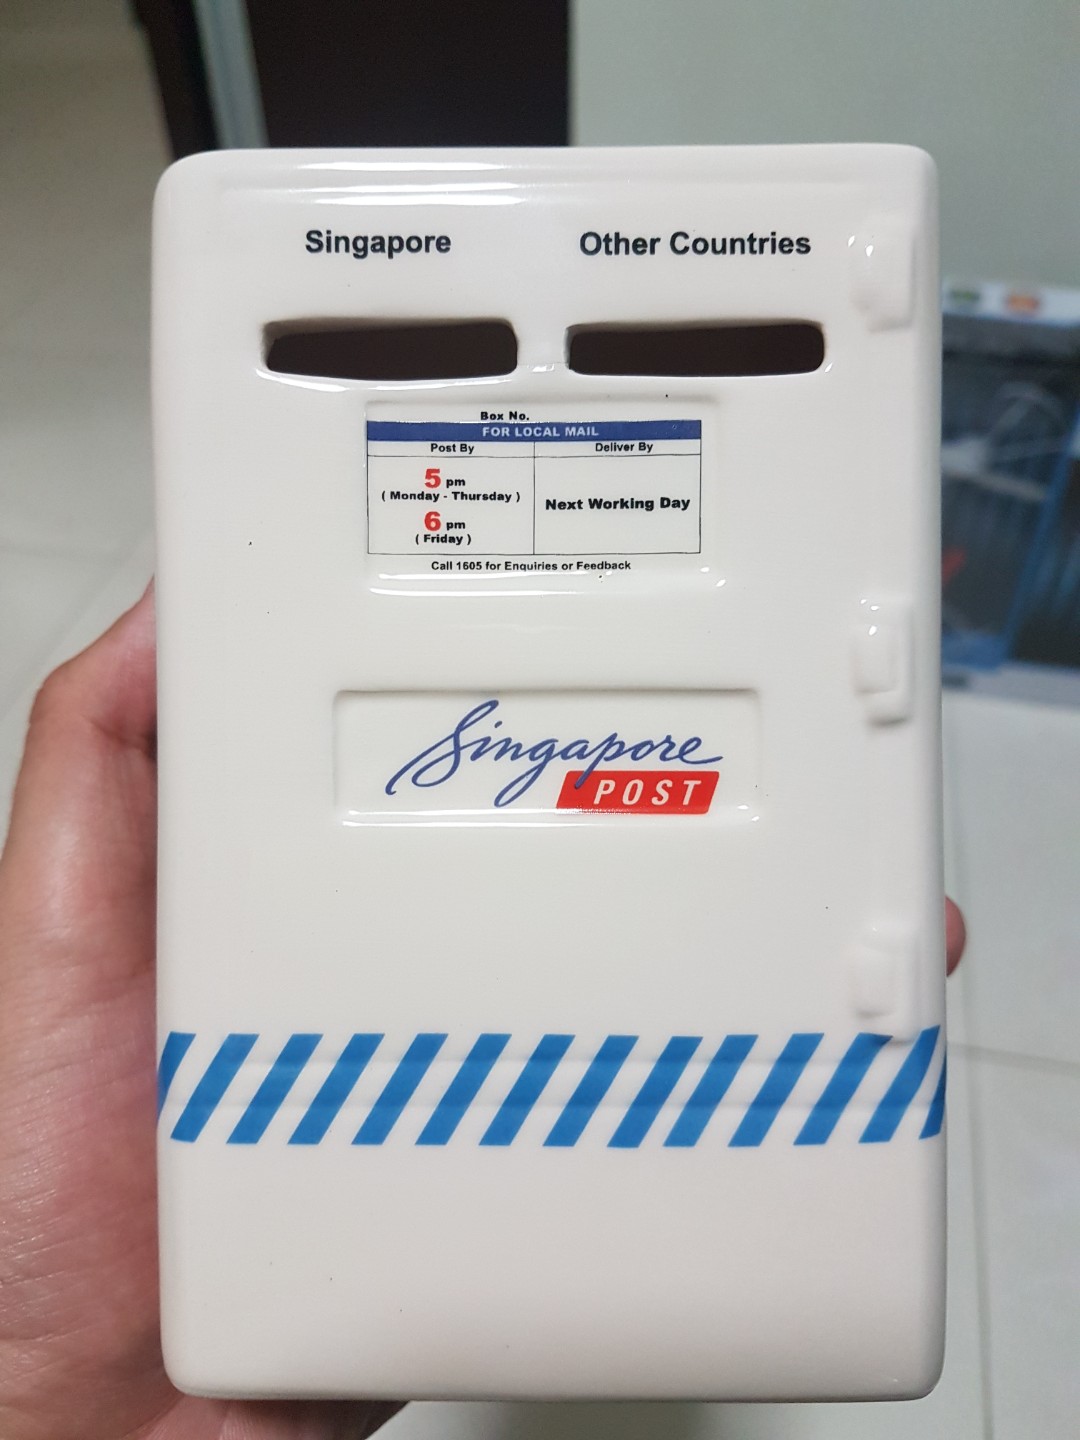 Singapore
Other Countries
Box No.
FOR LOCAL MAIL
Post By
Deliver By
5 pm
( Monday - Thursday )
6 pm
( Friday )
Next Working Day
Call 1605 for Enquiries or Feedback
Singapore
POST